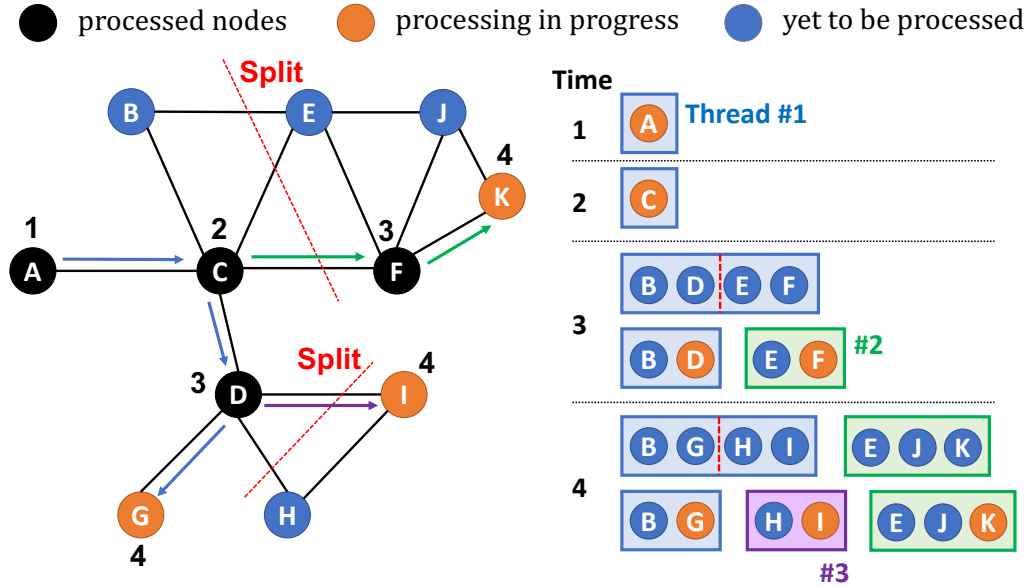 processed nodes processing in progress yet to be processed
Split
B E J
4
K
1 2 3
A C F
Split
4
3 D I
G H
4
Time
1 A Thread #1
2 C
3
B D E F
B D E F #2
4
B G H I E J K
B G H I E J K
#3